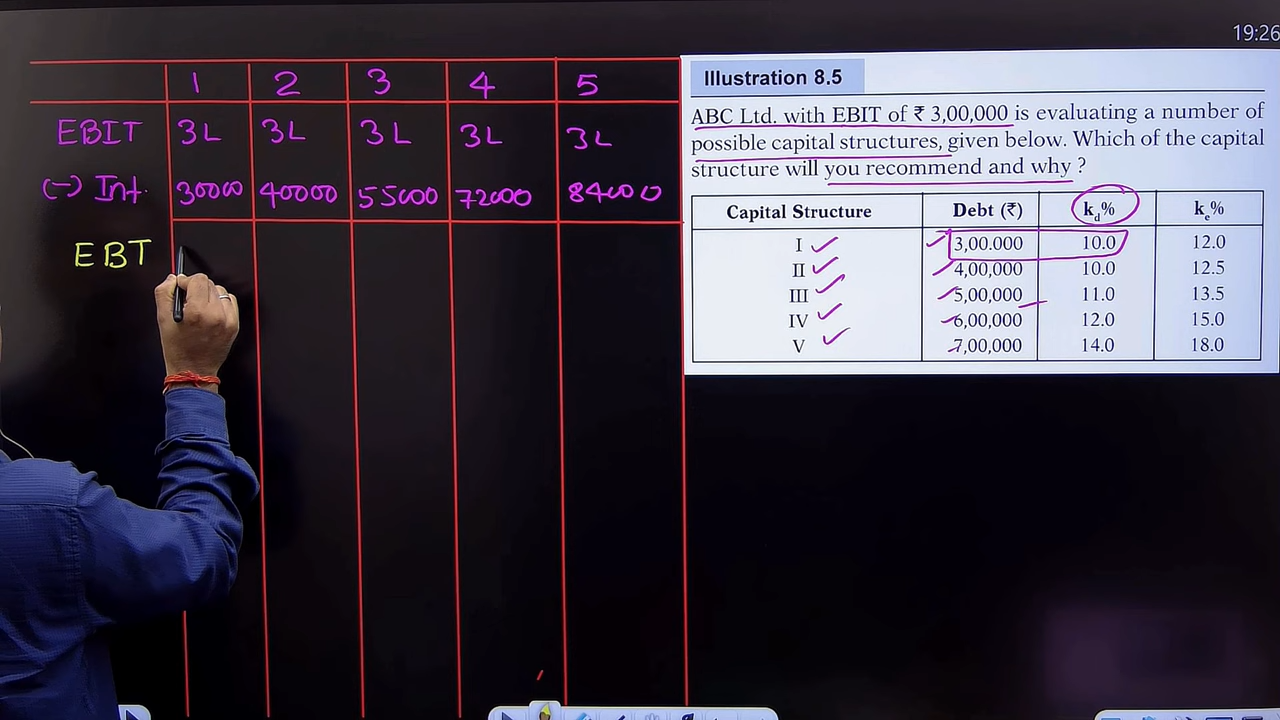 19:26
1 2 3 4 5
EBIT 3L 3L 3L 3L 3L
(-) Int. 30000 40000 55000 72000 84000
EBT
Illustration 8.5
ABC Ltd. with EBIT of ₹ 3,00,000 is evaluating a number of
possible capital structures, given below. Which of the capital
structure will you recommend and why ?
Capital Structure Debt (₹) kd% ke%
I 3,00.000 10.0 12.0
II 4,00,000 10.0 12.5
III 5,00,000 11.0 13.5
IV 6,00,000 12.0 15.0
V 7,00,000 14.0 18.0